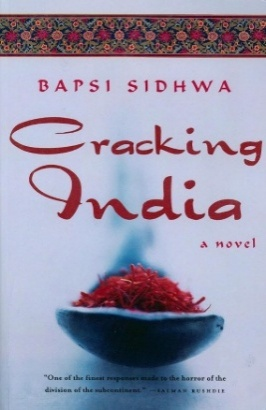 BAPSI SIDHWA
Cracking
India
a novel
"One of the finest responses made to the horror of the
division of the subcontinent." —SALMAN RUSHDIE